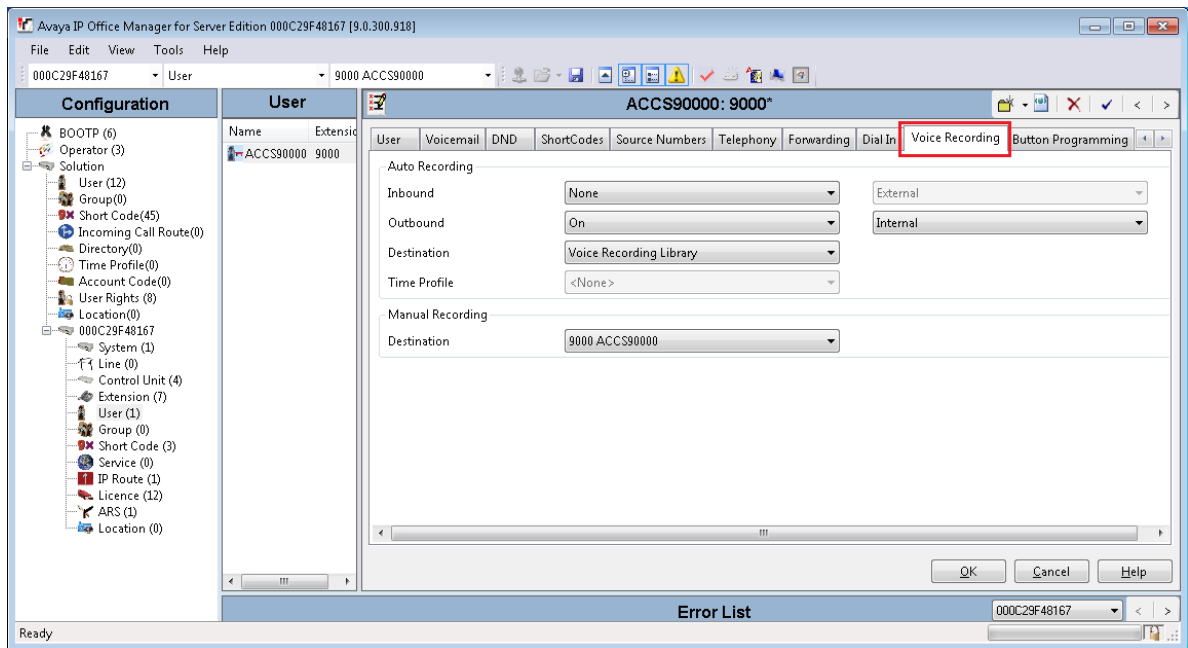 Avaya IP Office Manager for Server Edition 000C29F48167 [9.0.300.918]
File Edit View Tools Help
000C29F48167 User 9000 ACCS90000
Configuration
BOOTP (6)
Operator (3)
Solution
User (12)
Group(0)
Short Code(45)
Incoming Call Route(0)
Directory(0)
Time Profile(0)
Account Code(0)
User Rights (8)
Location(0)
000C29F48167
System (1)
Line (0)
Control Unit (4)
Extension (7)
User (1)
Group (0)
Short Code (3)
Service (0)
IP Route (1)
Licence (12)
ARS (1)
Location (0)
User
Name Extensio
ACCS90000 9000
ACCS90000: 9000*
User Voicemail DND ShortCodes Source Numbers Telephony Forwarding Dial In Voice Recording Button Programming
Auto Recording
Inbound None External
Outbound On Internal
Destination Voice Recording Library
Time Profile <None>
Manual Recording
Destination 9000 ACCS90000
OK Cancel Help
Error List 000C29F48167
Ready